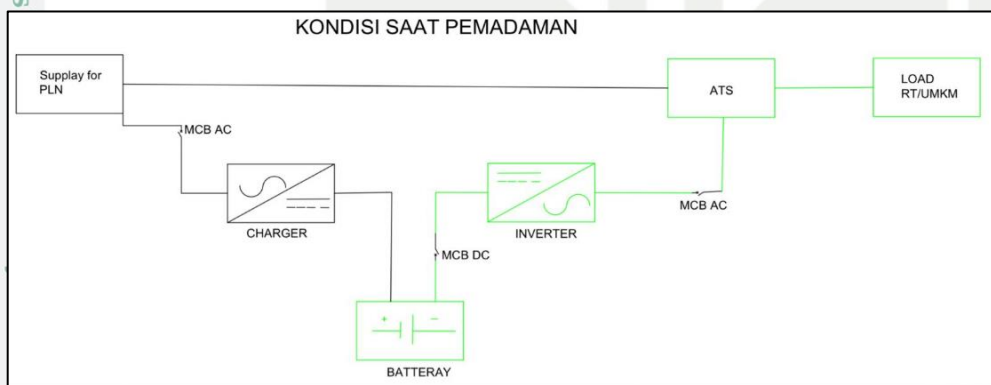 KONDISI SAAT PEMADAMAN
Supplay for
PLN
ATS
LOAD
RT/UMKM
MCB AC
CHARGER
INVERTER
MCB AC
MCB DC
+ −
BATTERAY